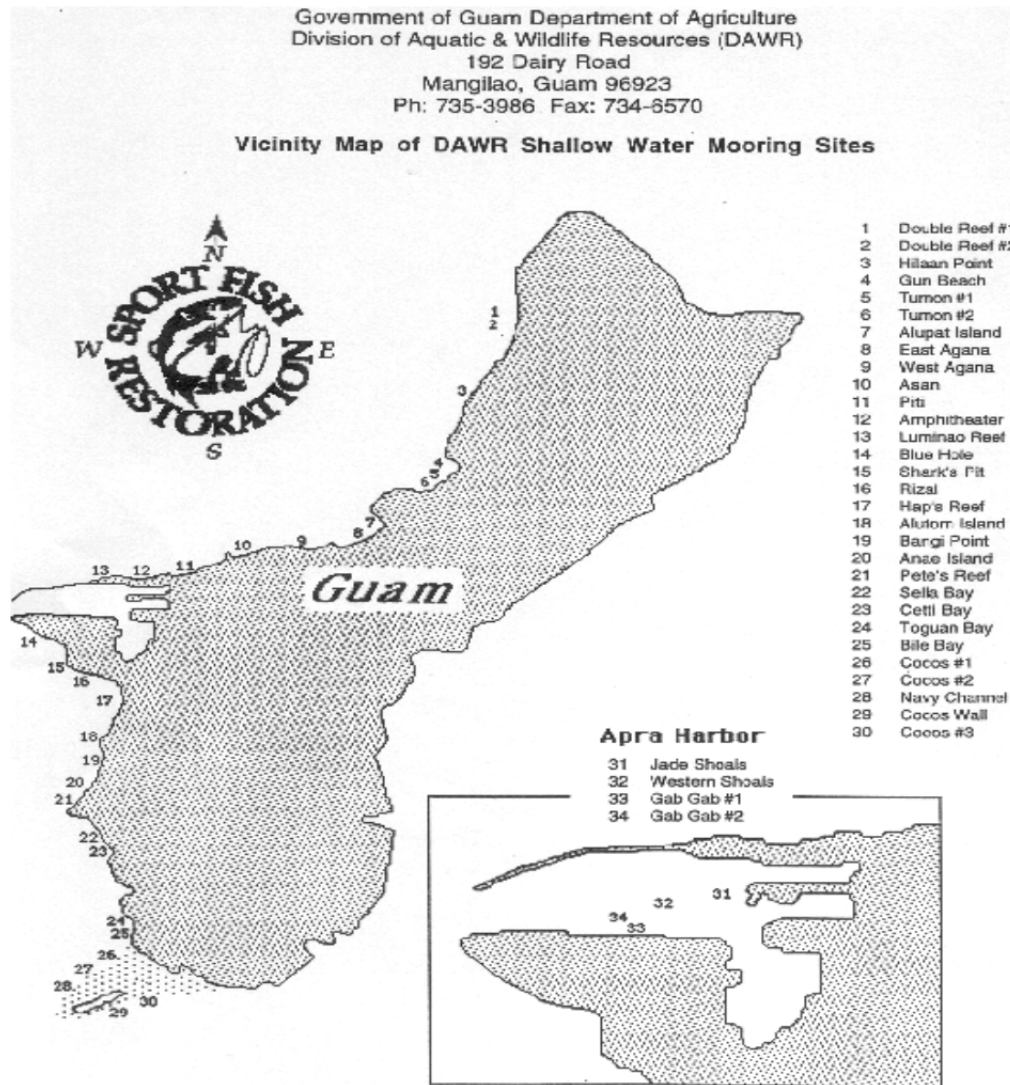 Government of Guam Department of Agriculture
Division of Aquatic & Wildlife Resources (DAWR)
192 Dairy Road
Mangilao, Guam 96923
Ph: 735-3986 Fax: 734-6570
Vicinity Map of DAWR Shallow Water Mooring Sites
N
W
E
S
SPORT FISH
RESTORATION
1 Double Reef #1
2 Double Reef #2
3 Hilaan Point
4 Gun Beach
5 Tumon #1
6 Tumon #2
7 Alupat Island
8 East Agana
9 West Agana
10 Asan
11 Piti
12 Amphitheater
13 Luminao Reef
14 Blue Hole
15 Shark's Pit
16 Rizal
17 Hap's Reef
18 Alutom Island
19 Bangi Point
20 Anae Island
21 Pete's Reef
22 Sella Bay
23 Cetti Bay
24 Toguan Bay
25 Bile Bay
26 Cocos #1
27 Cocos #2
28 Navy Channel
29 Cocos Wall
30 Cocos #3
1
2
3
4
5
6
7
8
9
10
11
12
13
Guam
14
15
16
17
18
19
20
21
22
23
24
25
26
27
28
29
30
Apra Harbor
31 Jade Shoals
32 Western Shoals
33 Gab Gab #1
34 Gab Gab #2
31
32
34
33